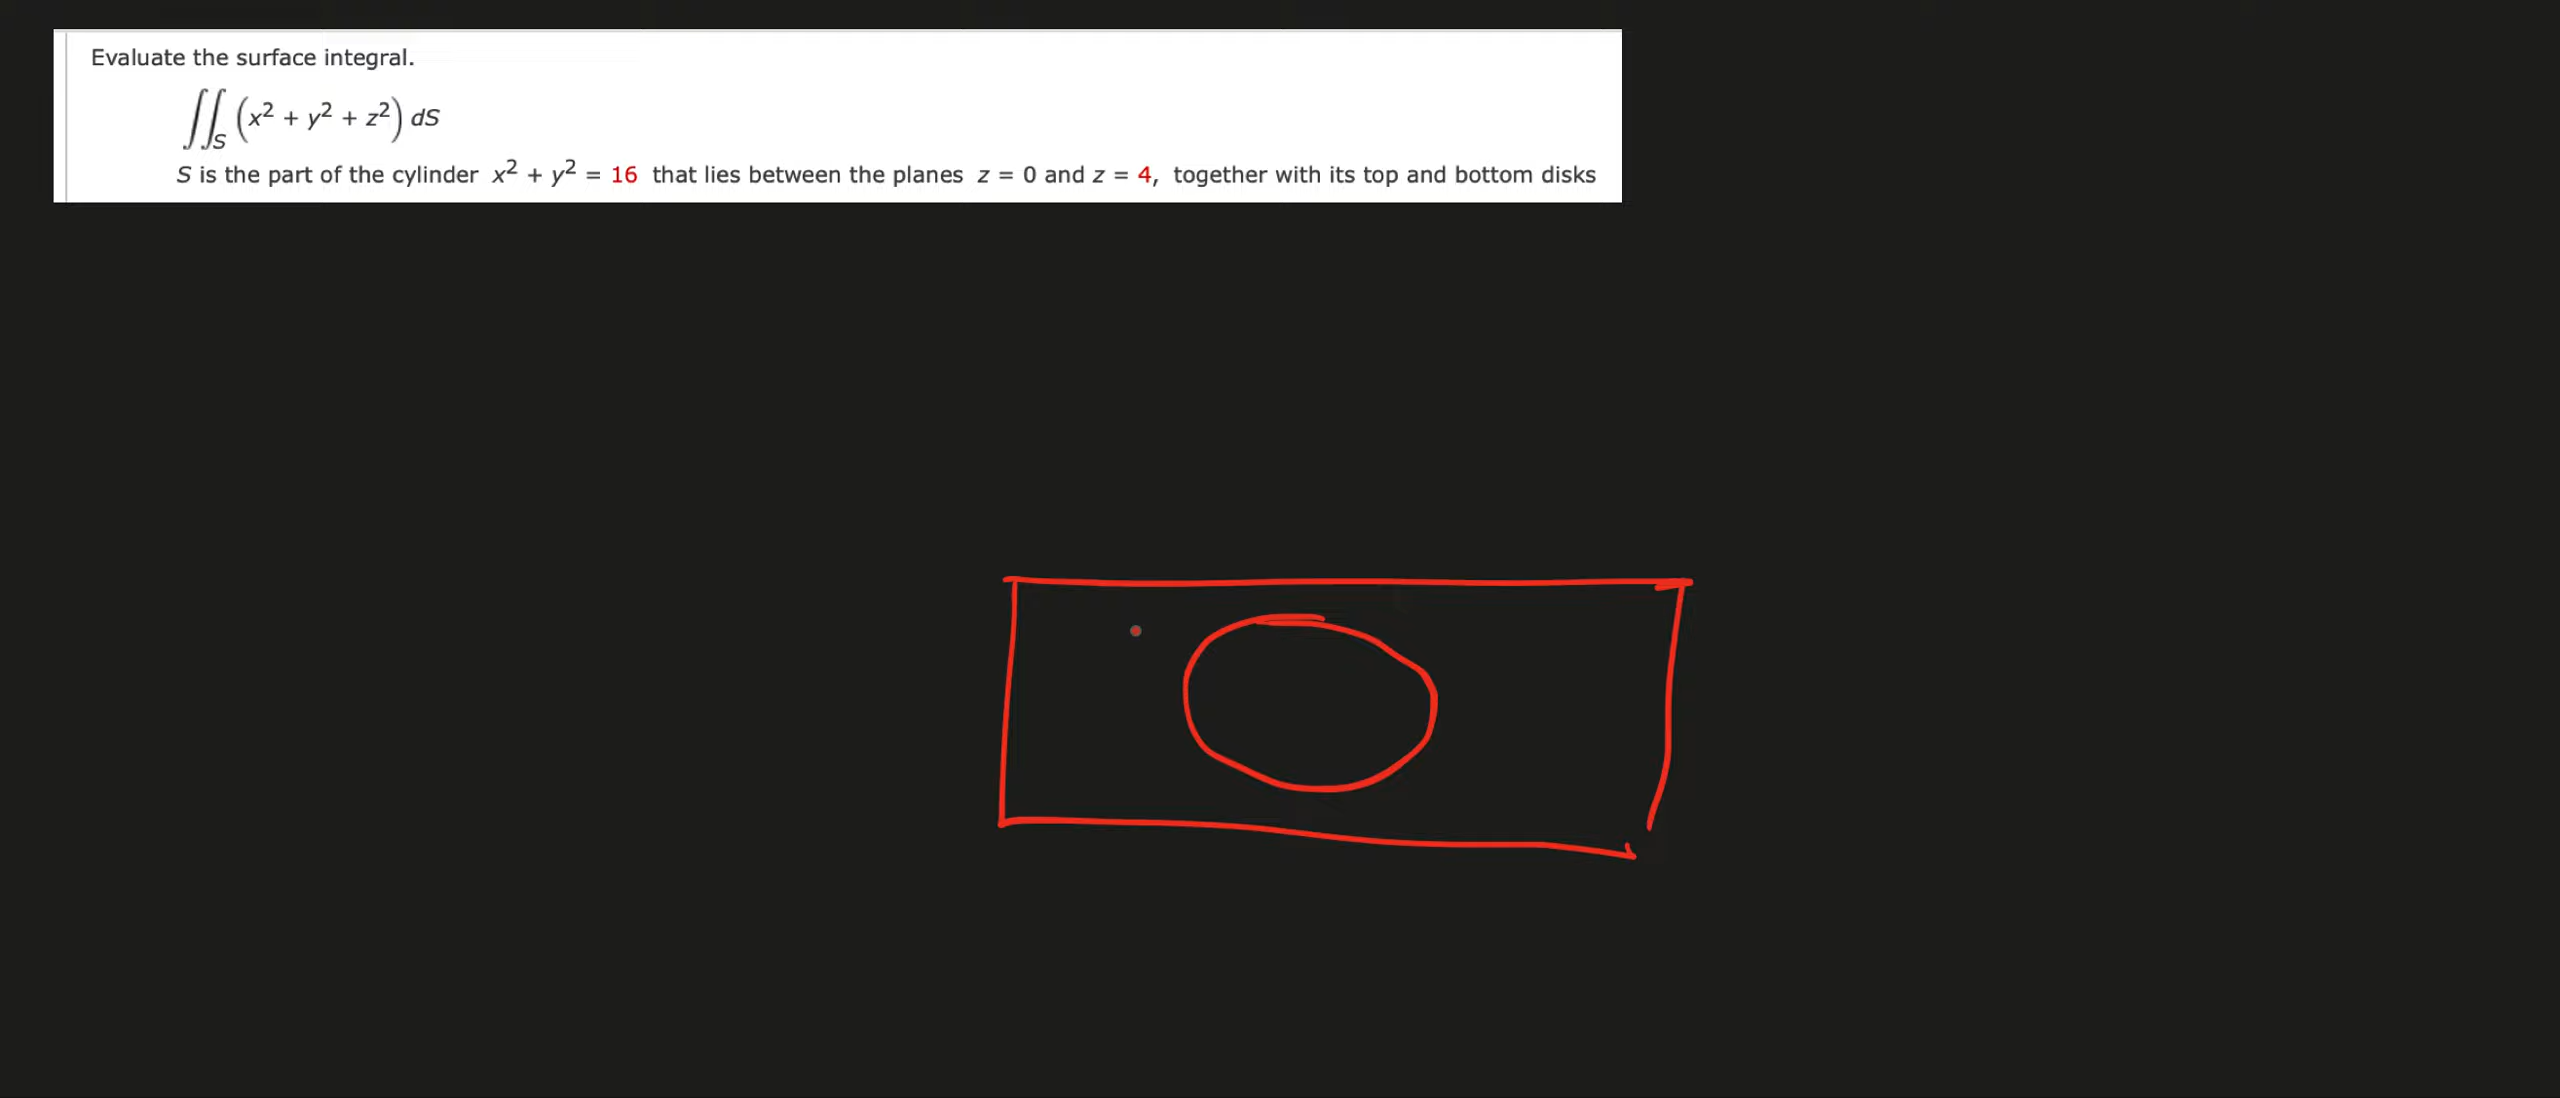 Evaluate the surface integral.
∬_S (x² + y² + z²) dS
S is the part of the cylinder x² + y² = 16 that lies between the planes z = 0 and z = 4, together with its top and bottom disks